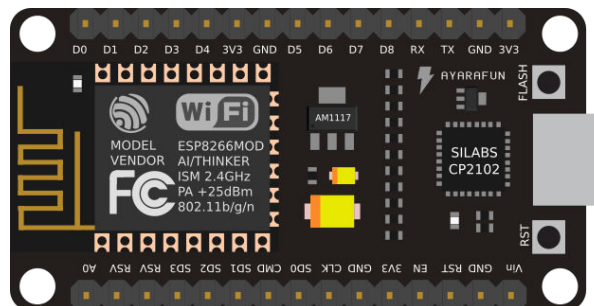 D0 D1 D2 D3 D4 3V3 GND D5 D6 D7 D8 RX TX GND 3V3
AYARAFUN
FLASH
WiFi
MODEL
VENDOR
ESP8266MOD
AI/THINKER
ISM 2.4GHz
PA +25dBm
802.11b/g/n
FC
AM1117
SILABS
CP2102
RST
A0 RSV RSV SD3 SD2 SD1 CMD SD0 CLK GND 3V3 EN RST GND Vin